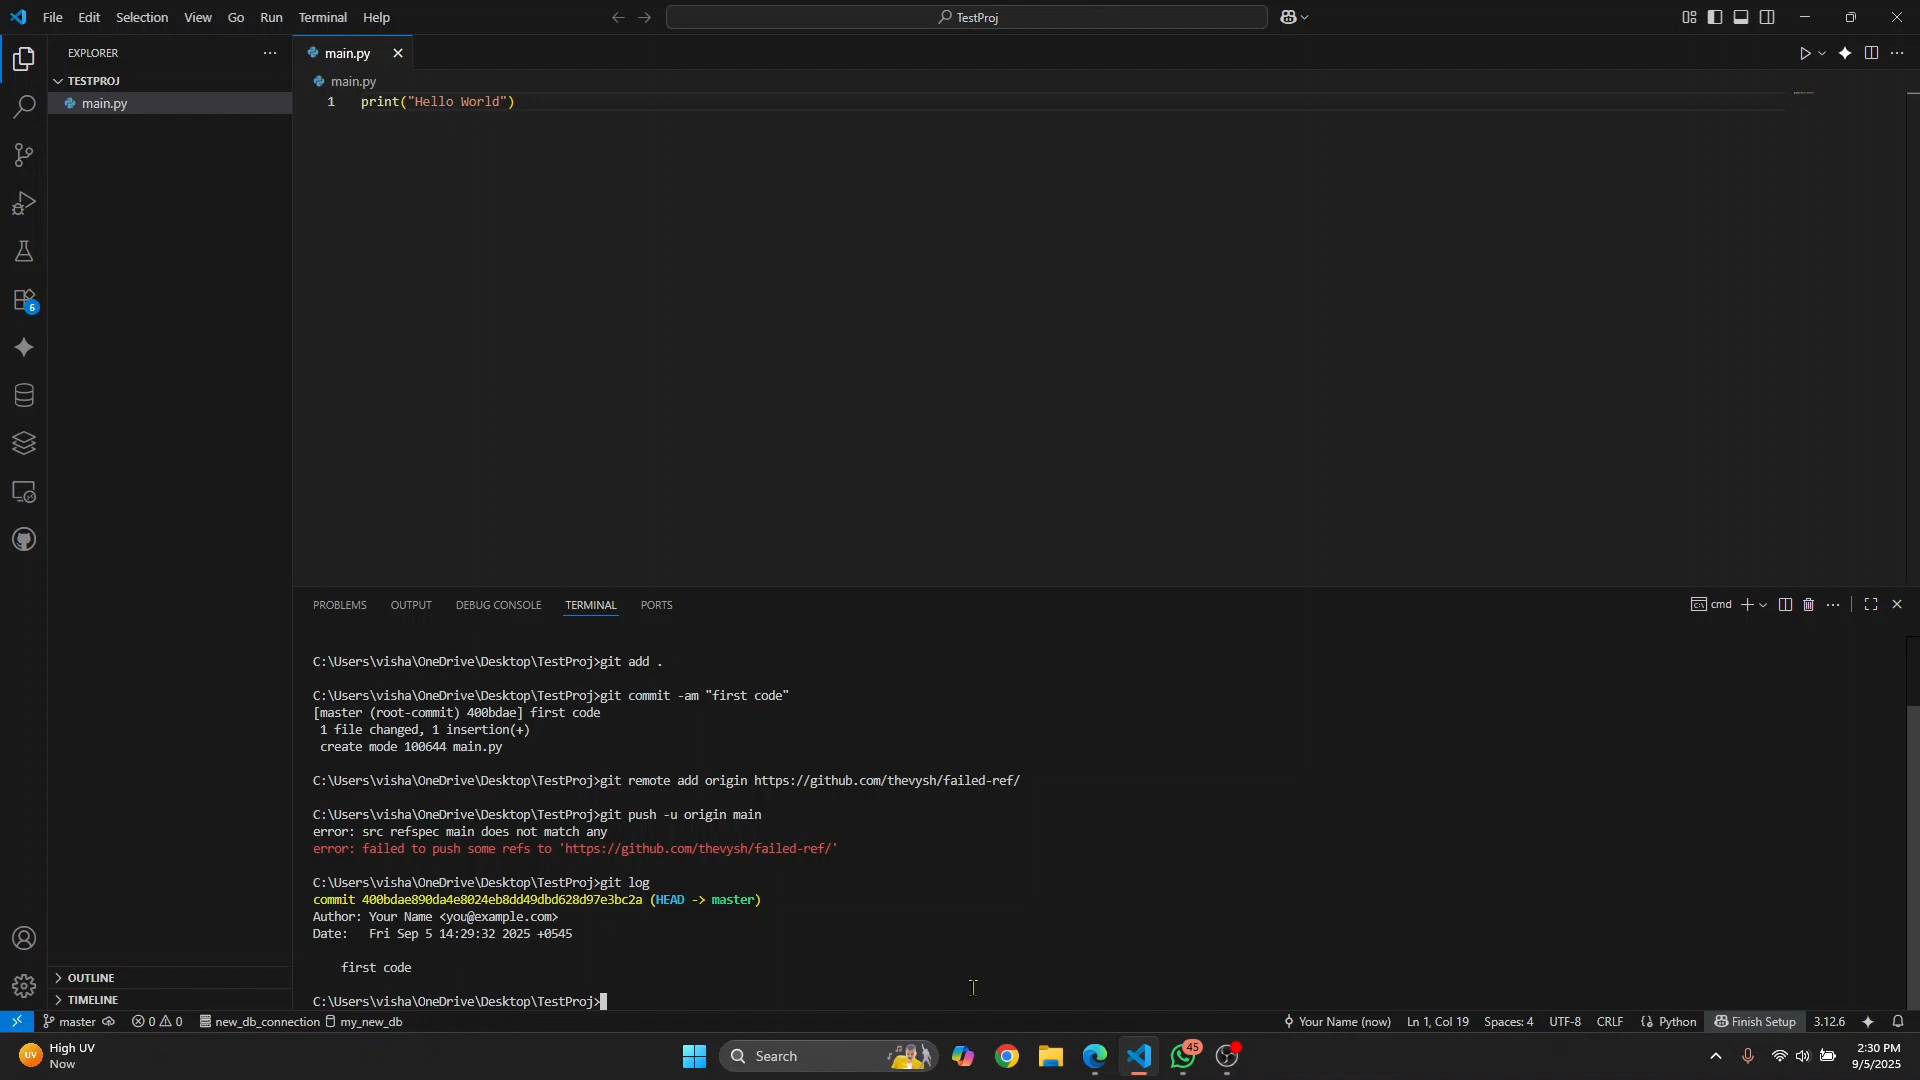 File Edit Selection View Go Run Terminal Help
TestProj
EXPLORER
TESTPROJ
main.py
6
main.py
main.py
1 print("Hello World")
PROBLEMS OUTPUT DEBUG CONSOLE TERMINAL PORTS
cmd
C:\Users\visha\OneDrive\Desktop\TestProj>git add .
C:\Users\visha\OneDrive\Desktop\TestProj>git commit -am "first code"
[master (root-commit) 400bdae] first code
1 file changed, 1 insertion(+)
create mode 100644 main.py
C:\Users\visha\OneDrive\Desktop\TestProj>git remote add origin https://github.com/thevysh/failed-ref/
C:\Users\visha\OneDrive\Desktop\TestProj>git push -u origin main
error: src refspec main does not match any
error: failed to push some refs to 'https://github.com/thevysh/failed-ref/'
C:\Users\visha\OneDrive\Desktop\TestProj>git log
commit 400bdae890da4e8024eb8dd49dbd628d97e3bc2a (HEAD -> master)
Author: Your Name <you@example.com>
Date:   Fri Sep 5 14:29:32 2025 +0545
first code
C:\Users\visha\OneDrive\Desktop\TestProj>
OUTLINE
TIMELINE
master 0 0 new_db_connection my_new_db Your Name (now) Ln 1, Col 19 Spaces: 4 UTF-8 CRLF Python Finish Setup 3.12.6
UV
High UV
Now
Search
45
2:30 PM
9/5/2025